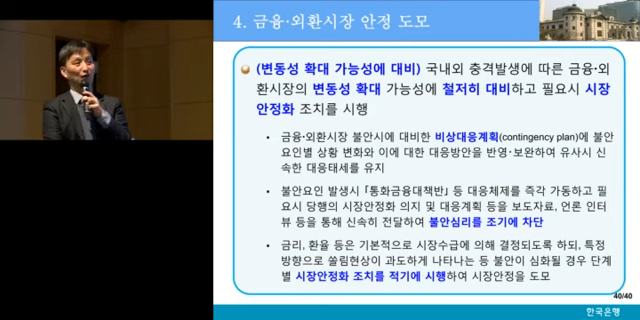 4. 금융·외환시장 안정 도모
(변동성 확대 가능성에 대비) 국내외 충격발생에 따른 금융·외
환시장의 변동성 확대 가능성에 철저히 대비하고 필요시 시장
안정화 조치를 시행
• 금융·외환시장 불안시에 대비한 비상대응계획(contingency plan)에 불안
요인별 상황 변화와 이에 대한 대응방안을 반영·보완하여 유사시 신
속한 대응태세를 유지
• 불안요인 발생시 「통화금융대책반」 등 대응체제를 즉각 가동하고 필
요시 당행의 시장안정화 의지 및 대응계획 등을 보도자료, 언론 인터
뷰 등을 통해 신속히 전달하여 불안심리를 조기에 차단
• 금리, 환율 등은 기본적으로 시장수급에 의해 결정되도록 하되, 특정
방향으로 쏠림현상이 과도하게 나타나는 등 불안이 심화될 경우 단계
별 시장안정화 조치를 적기에 시행하여 시장안정을 도모
40/40
한국은행